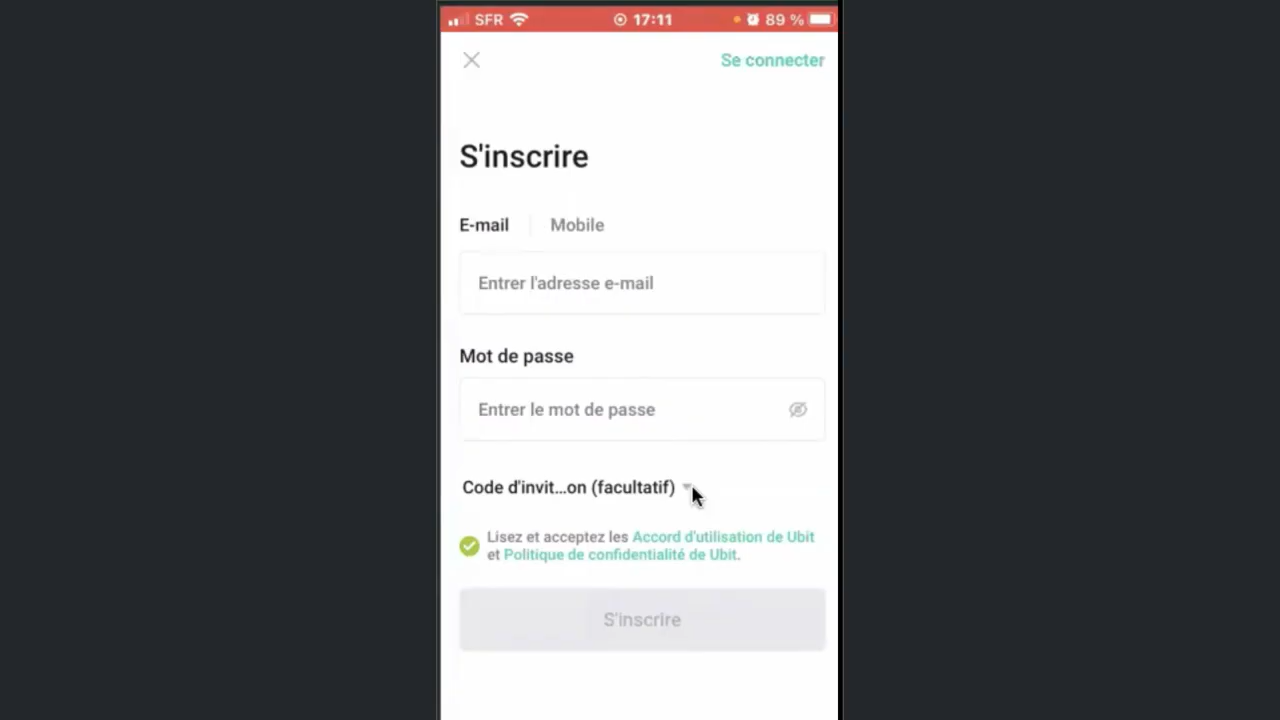 SFR 17:11 89 %
Se connecter
S'inscrire
E-mail Mobile
Entrer l'adresse e-mail
Mot de passe
Entrer le mot de passe
Code d'invit...on (facultatif)
Lisez et acceptez les Accord d'utilisation de Ubit
et Politique de confidentialité de Ubit.
S'inscrire